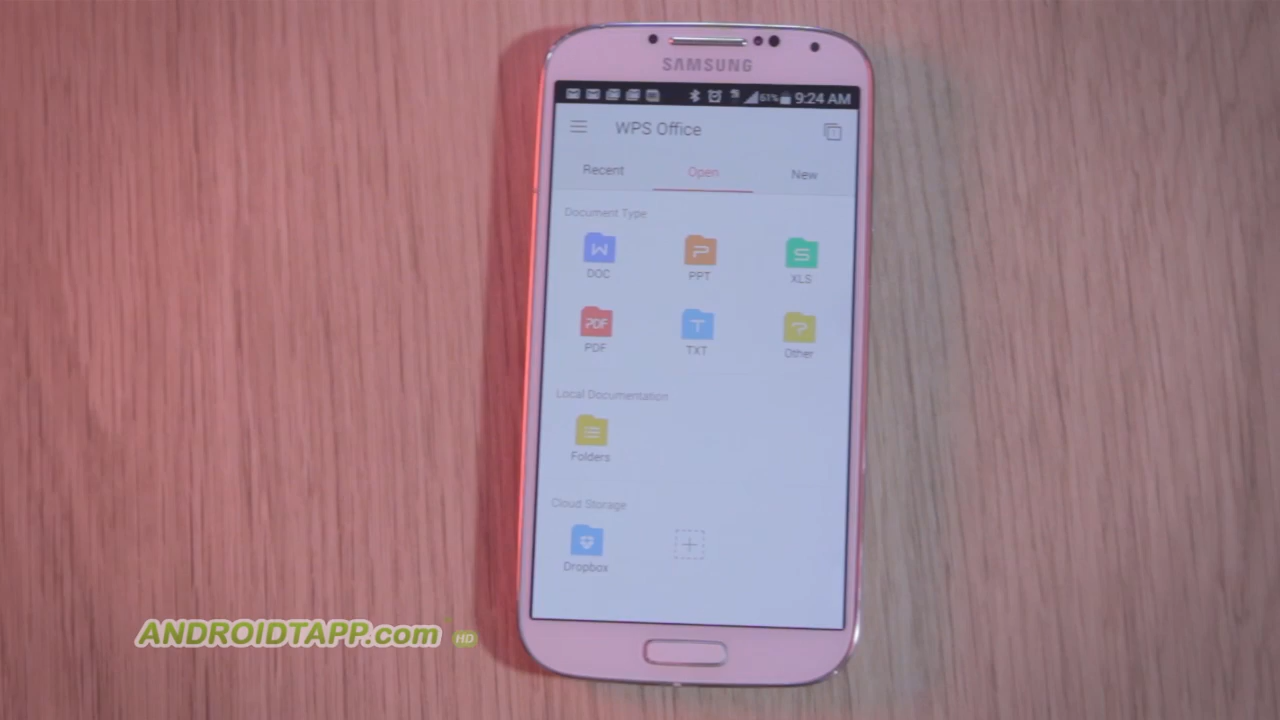 SAMSUNG
61% 9:24 AM
WPS Office
Recent Open New
Document Type
W P S
DOC PPT XLS
PDF T ?
PDF TXT Other
Local Documentation
Folders
Cloud Storage
Dropbox
ANDROIDTAPP.com HD